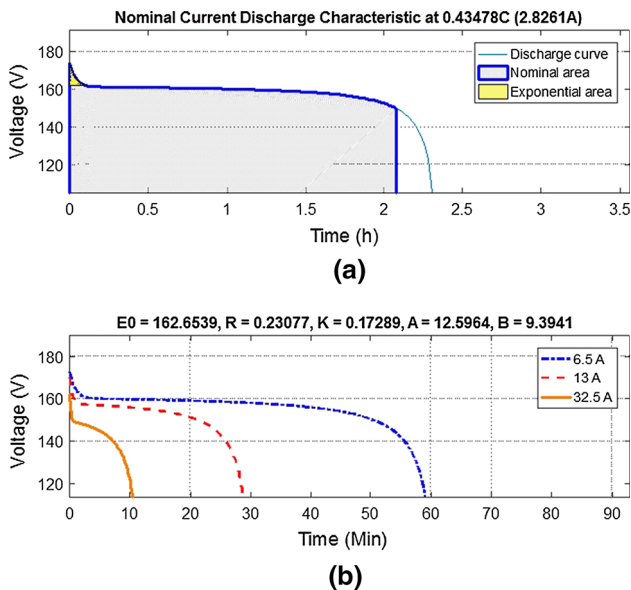 Nominal Current Discharge Characteristic at 0.43478C (2.8261A)
Voltage (V)
180
160
140
120
Discharge curve
Nominal area
Exponential area
0 0.5 1 1.5 2 2.5 3 3.5
Time (h)
(a)
E0 = 162.6539, R = 0.23077, K = 0.17289, A = 12.5964, B = 9.3941
Voltage (V)
180
160
140
120
6.5 A
13 A
32.5 A
0 10 20 30 40 50 60 70 80 90
Time (Min)
(b)